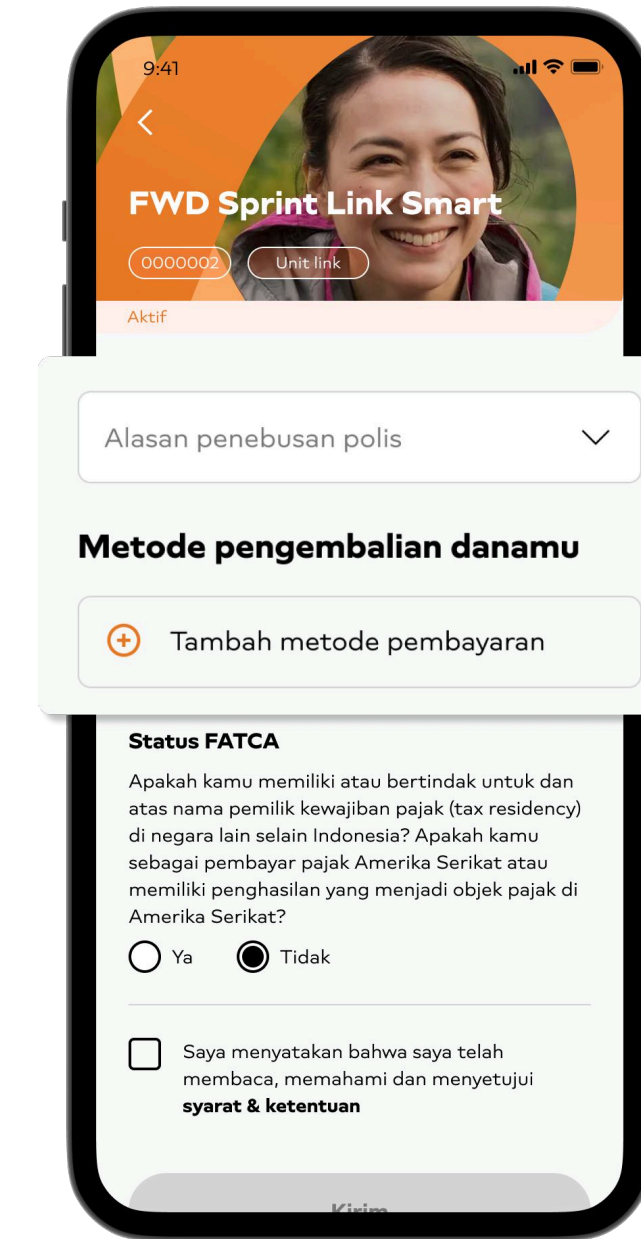 9:41
FWD Sprint Link Smart
0000002 Unit link
Aktif
Alasan penebusan polis
Metode pengembalian danamu
Tambah metode pembayaran
Status FATCA
Apakah kamu memiliki atau bertindak untuk dan
atas nama pemilik kewajiban pajak (tax residency)
di negara lain selain Indonesia? Apakah kamu
sebagai pembayar pajak Amerika Serikat atau
memiliki penghasilan yang menjadi objek pajak di
Amerika Serikat?
Ya Tidak
Saya menyatakan bahwa saya telah
membaca, memahami dan menyetujui
syarat & ketentuan
Kirim